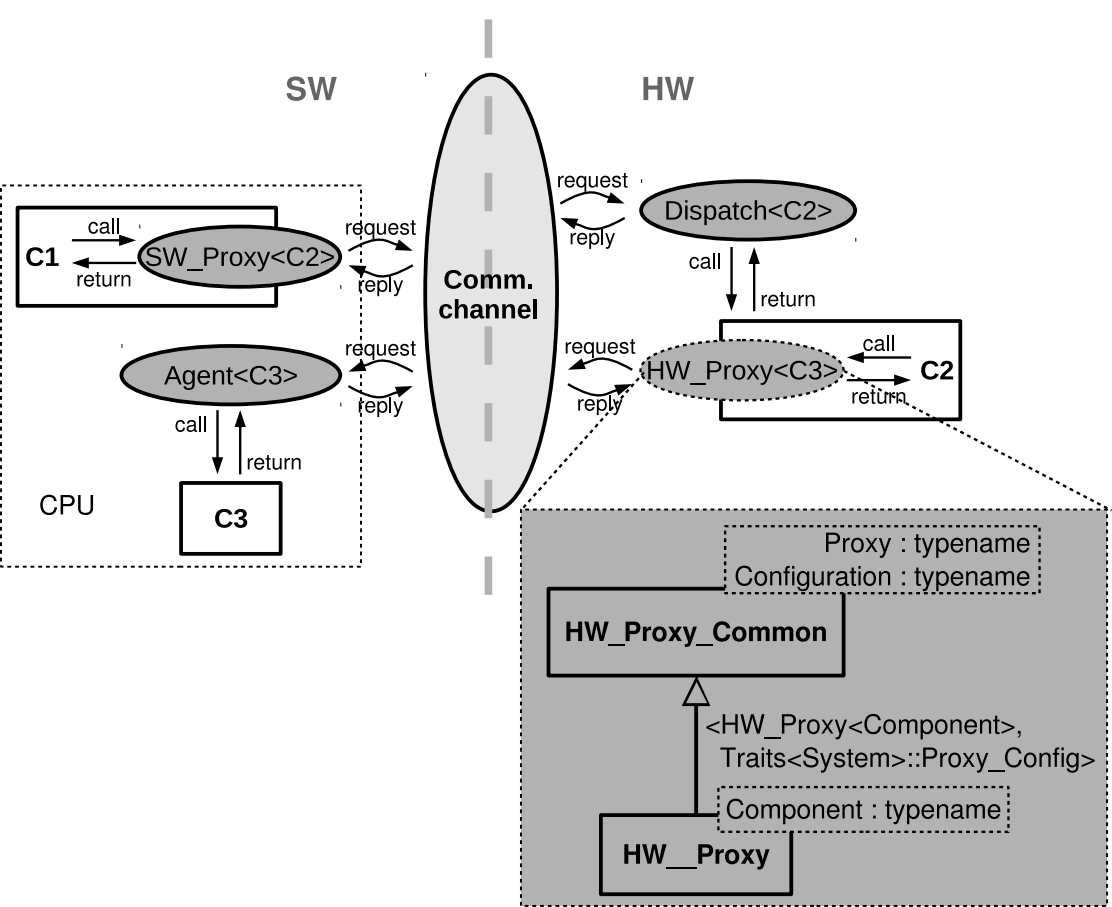 SW
HW
request
reply
Dispatch<C2>
call
return
C1
call
return
SW_Proxy<C2>
request
reply
Comm.
channel
Agent<C3>
request
reply
call
return
C3
CPU
request
reply
HW_Proxy<C3>
call
return
C2
Proxy : typename
Configuration : typename
HW_Proxy_Common
<HW_Proxy<Component>,
Traits<System>::Proxy_Config>
Component : typename
HW__Proxy